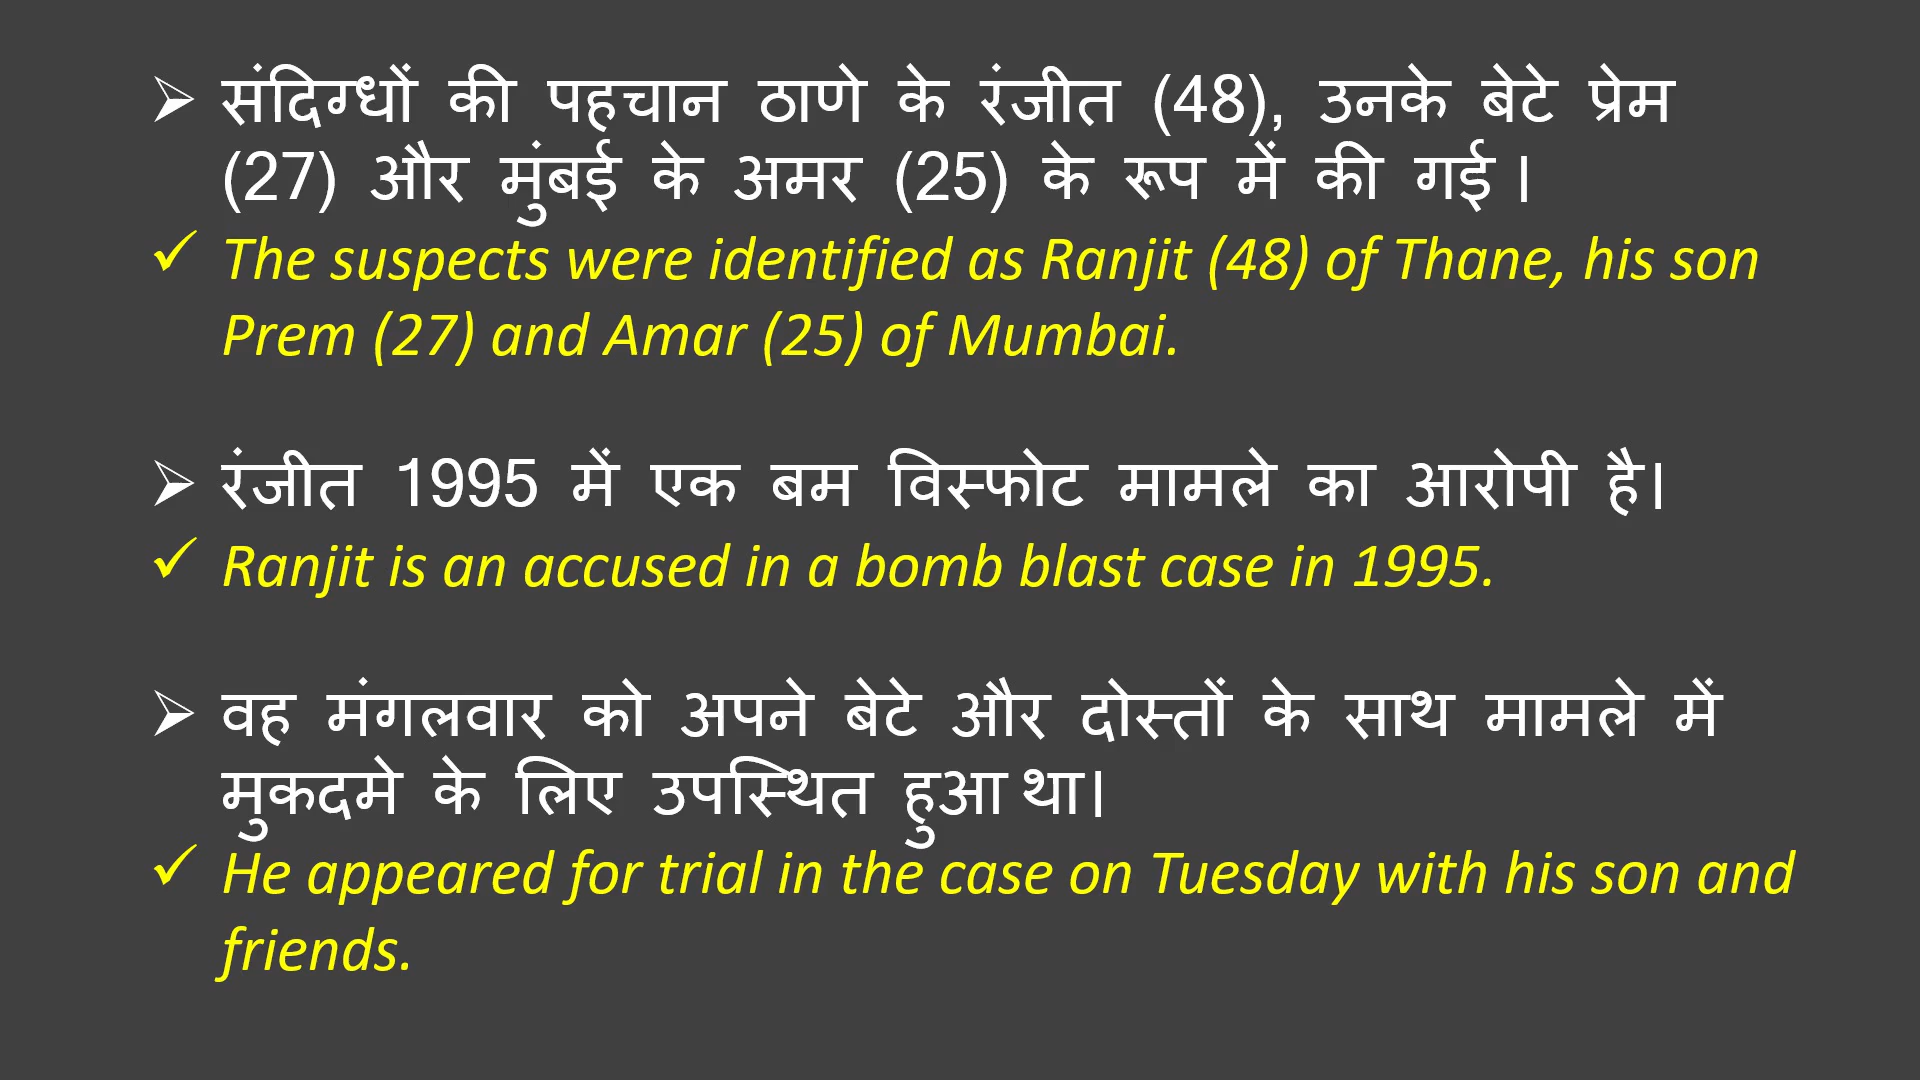 ➢ संदिग्धों की पहचान ठाणे के रंजीत (48), उनके बेटे प्रेम
(27) और मुंबई के अमर (25) के रूप में की गई ।
✓ The suspects were identified as Ranjit (48) of Thane, his son
Prem (27) and Amar (25) of Mumbai.
➢ रंजीत 1995 में एक बम विस्फोट मामले का आरोपी है।
✓ Ranjit is an accused in a bomb blast case in 1995.
➢ वह मंगलवार को अपने बेटे और दोस्तों के साथ मामले में
मुकदमे के लिए उपस्थित हुआ था।
✓ He appeared for trial in the case on Tuesday with his son and
friends.